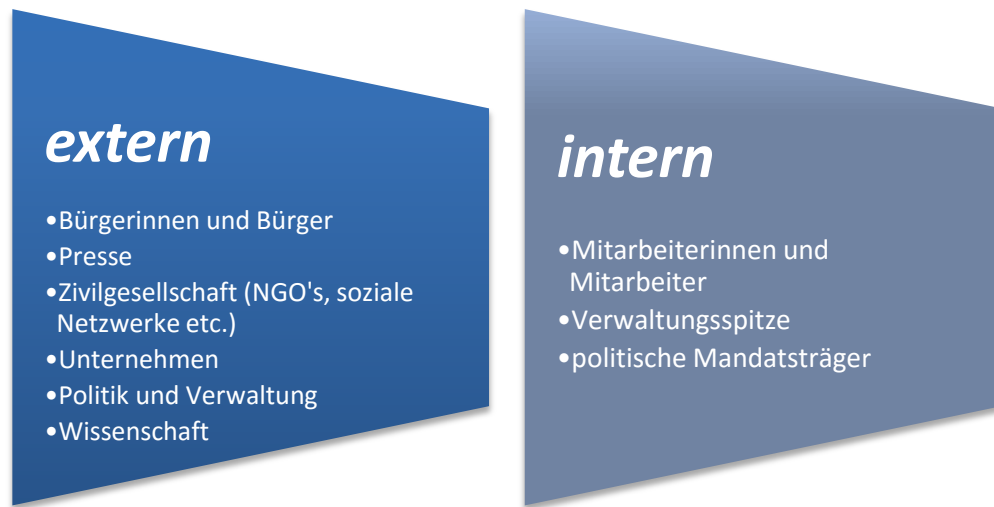 extern
•Bürgerinnen und Bürger
•Presse
•Zivilgesellschaft (NGO's, soziale
Netzwerke etc.)
•Unternehmen
•Politik und Verwaltung
•Wissenschaft
intern
•Mitarbeiterinnen und
Mitarbeiter
•Verwaltungsspitze
•politische Mandatsträger